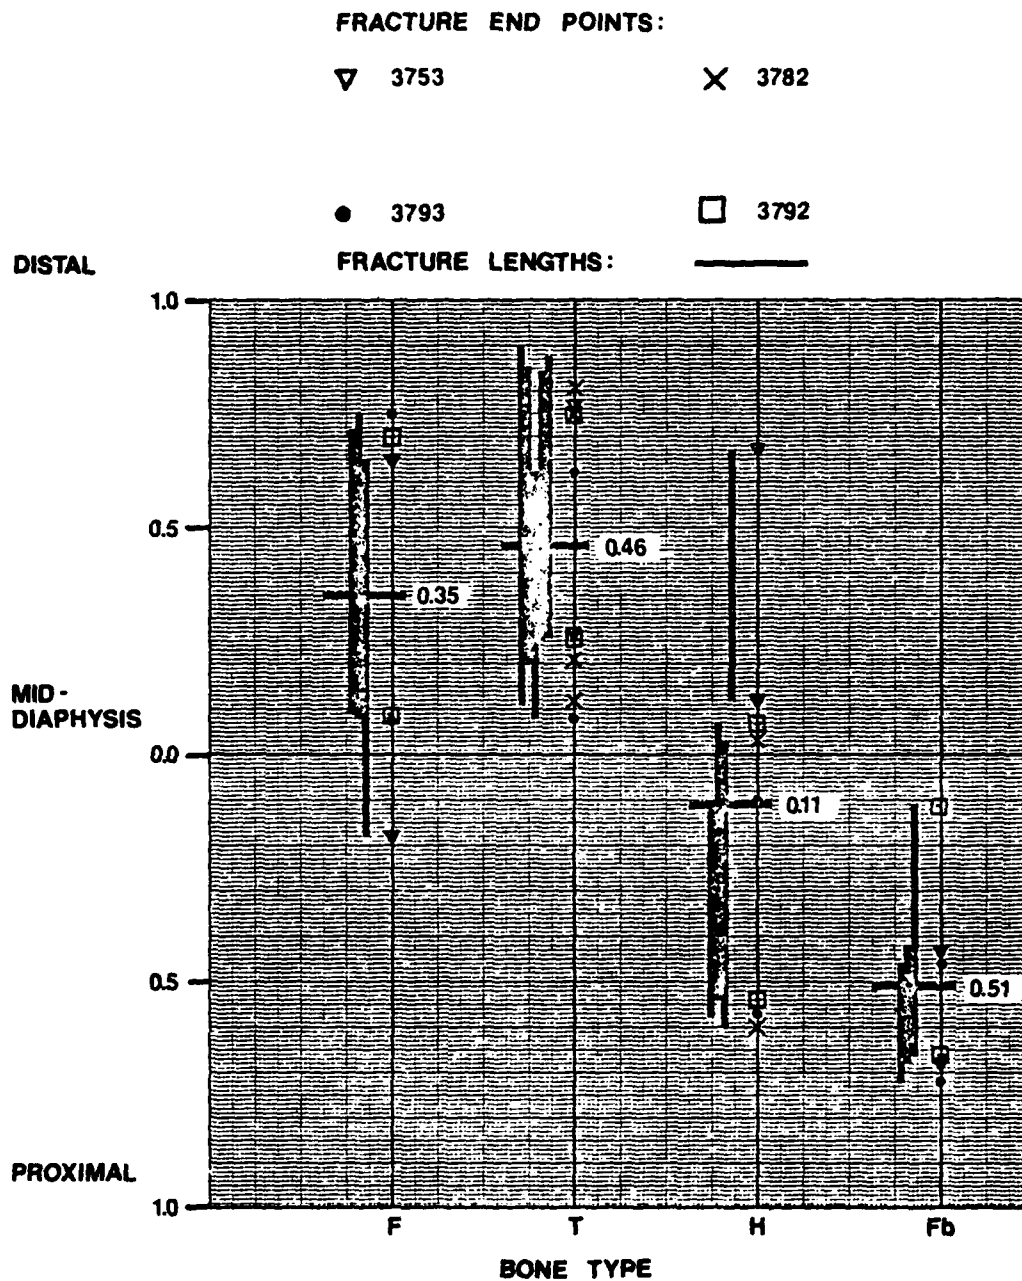 FRACTURE END POINTS:
3753
3782
3793
3792
DISTAL
FRACTURE LENGTHS:
1.0
0.5
0.46
0.35
MID-
DIAPHYSIS
0.0
0.11
0.5
0.51
PROXIMAL
1.0
F T H Fb
BONE TYPE